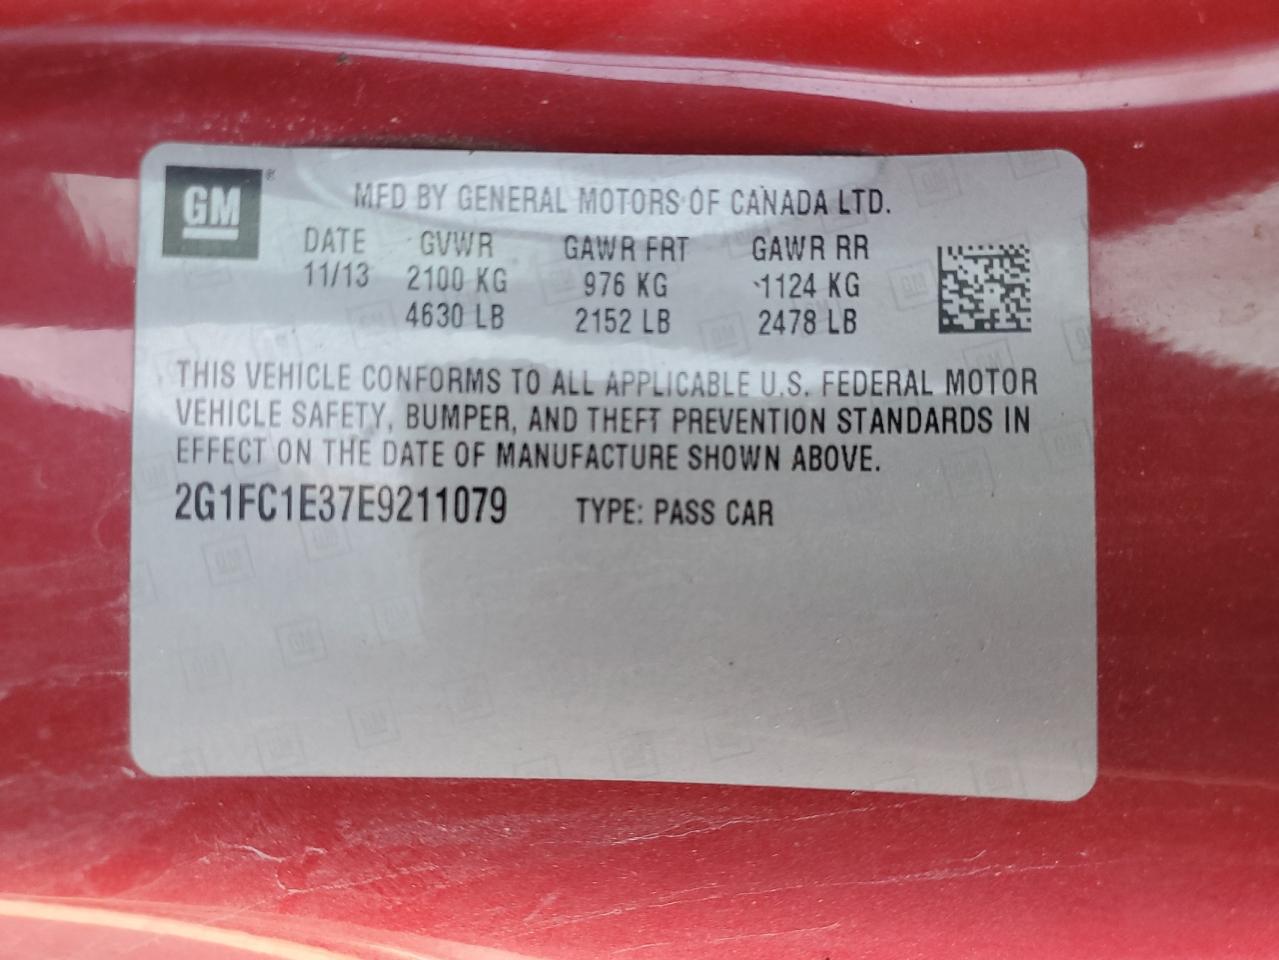 GM®
MFD BY GENERAL MOTORS OF CANADA LTD.
DATE GVWR GAWR FRT GAWR RR
11/13 2100 KG 976 KG 1124 KG
4630 LB 2152 LB 2478 LB
THIS VEHICLE CONFORMS TO ALL APPLICABLE U.S. FEDERAL MOTOR
VEHICLE SAFETY, BUMPER, AND THEFT PREVENTION STANDARDS IN
EFFECT ON THE DATE OF MANUFACTURE SHOWN ABOVE.
2G1FC1E37E9211079 TYPE: PASS CAR